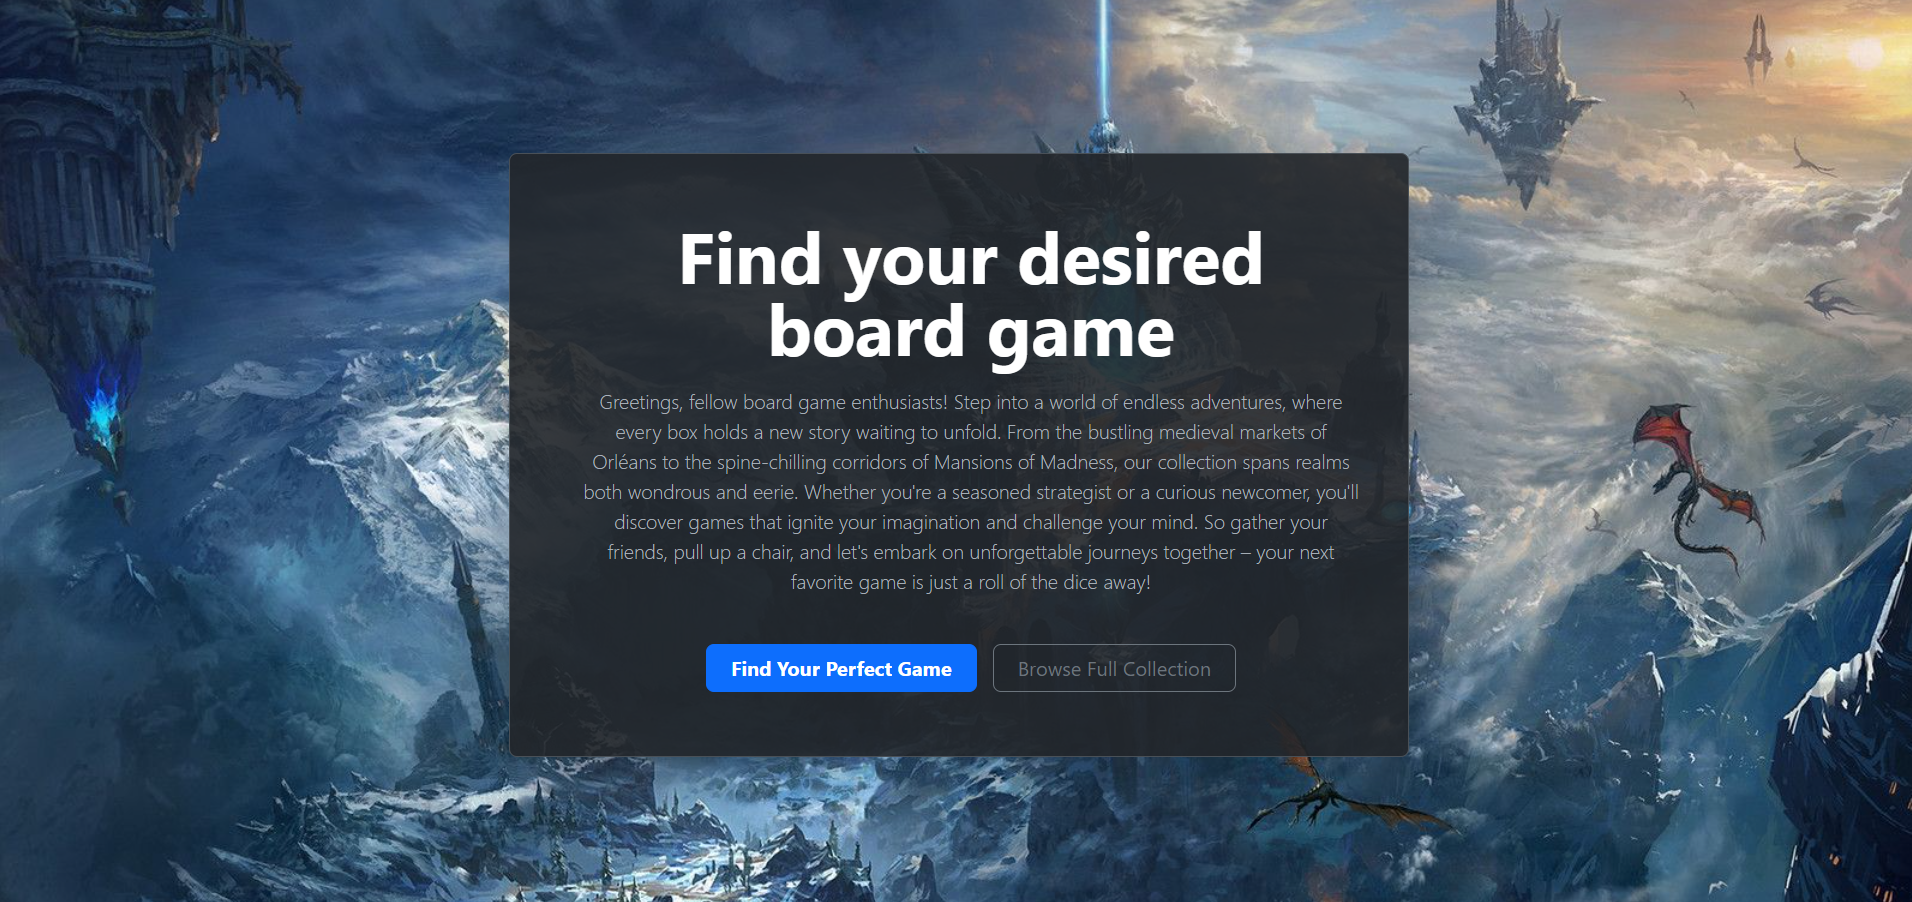 Find your desired
board game
Greetings, fellow board game enthusiasts! Step into a world of endless adventures, where
every box holds a new story waiting to unfold. From the bustling medieval markets of
Orléans to the spine-chilling corridors of Mansions of Madness, our collection spans realms
both wondrous and eerie. Whether you're a seasoned strategist or a curious newcomer, you'll
discover games that ignite your imagination and challenge your mind. So gather your
friends, pull up a chair, and let's embark on unforgettable journeys together – your next
favorite game is just a roll of the dice away!
Find Your Perfect Game
Browse Full Collection